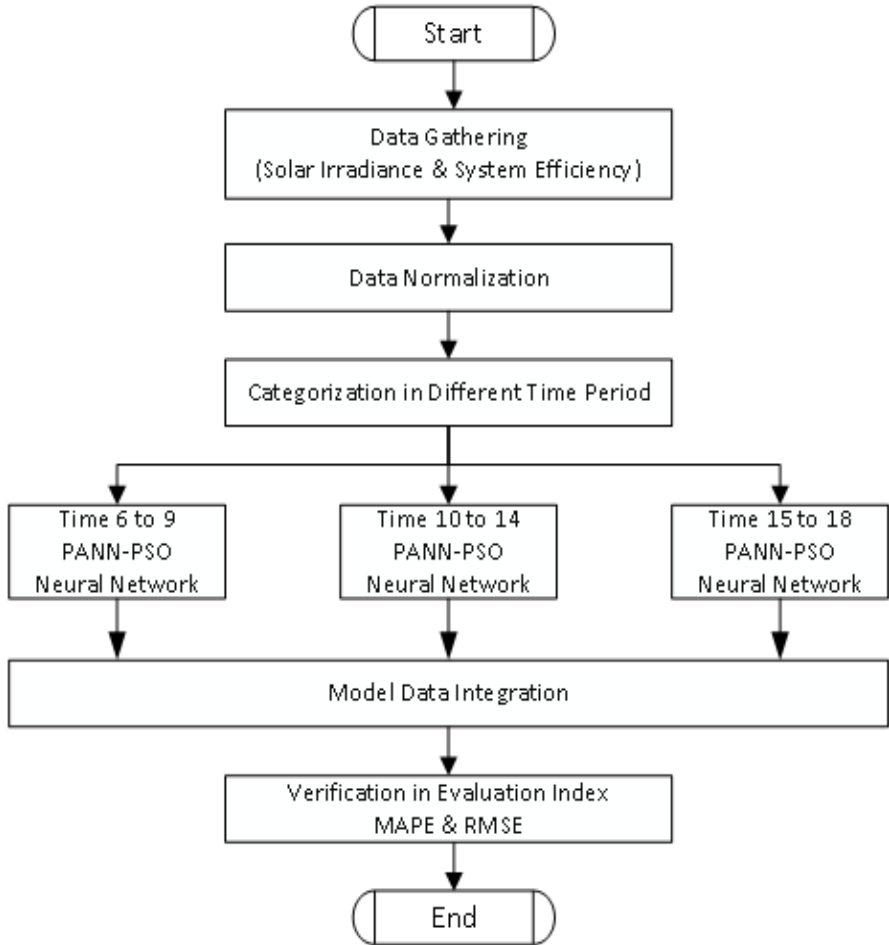 Start
Data Gathering
(Solar Irradiance & System Efficiency)
Data Normalization
Categorization in Different Time Period
Time 6 to 9
PANN-PSO
Neural Network
Time 10 to 14
PANN-PSO
Neural Network
Time 15 to 18
PANN-PSO
Neural Network
Model Data Integration
Verification in Evaluation Index
MAPE & RMSE
End